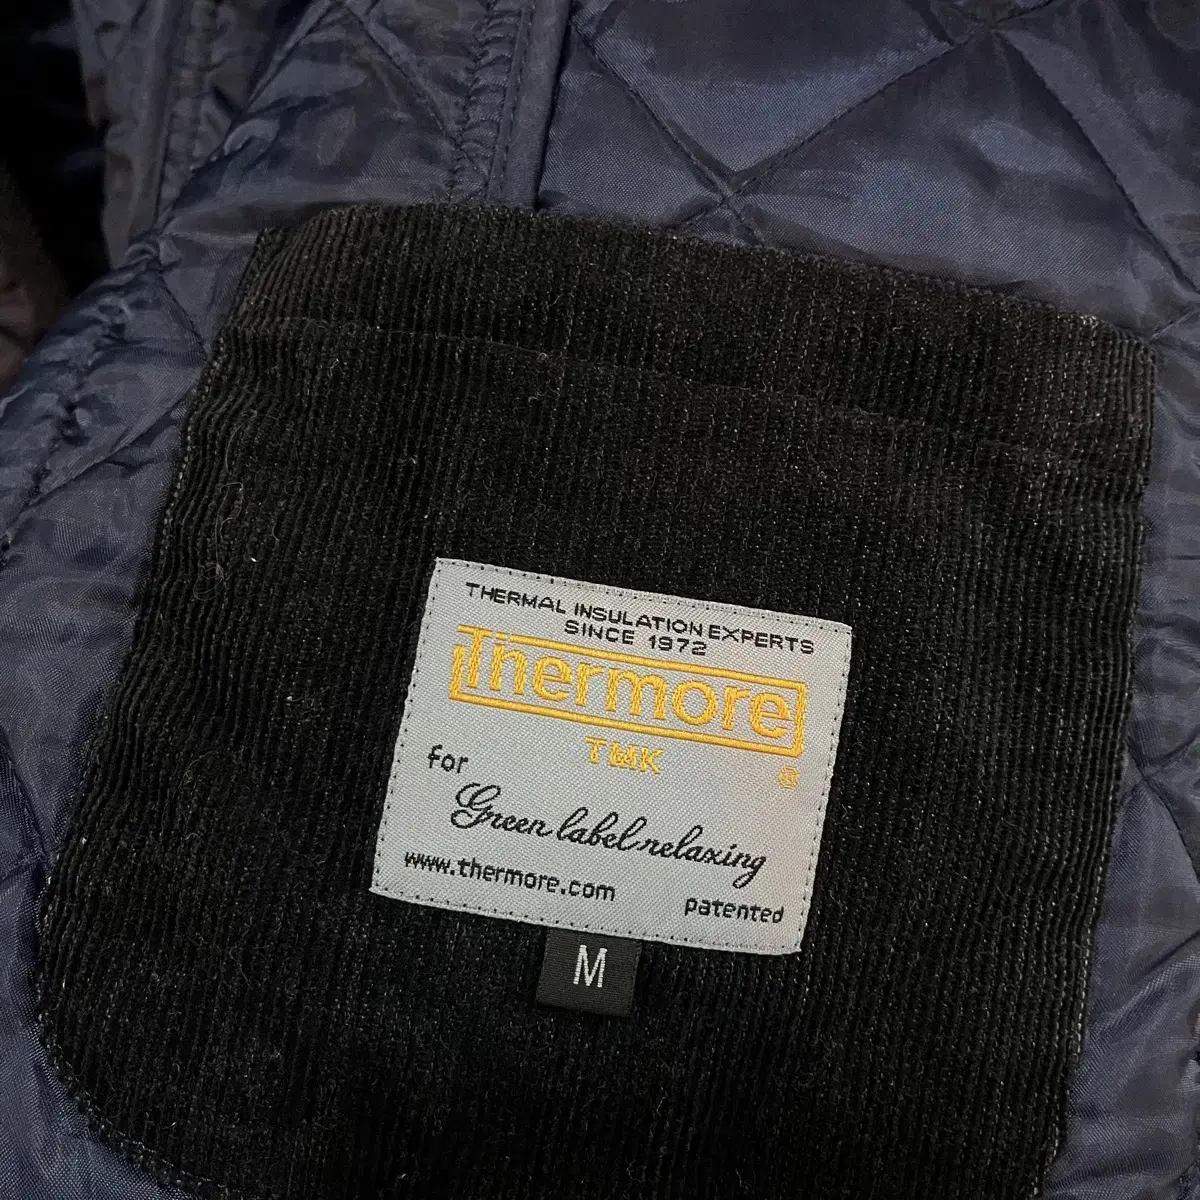 THERMAL INSULATION EXPERTS
SINCE 1972
Thermore
TMK
®
for
Green label relaxing
www.thermore.com
patented
M